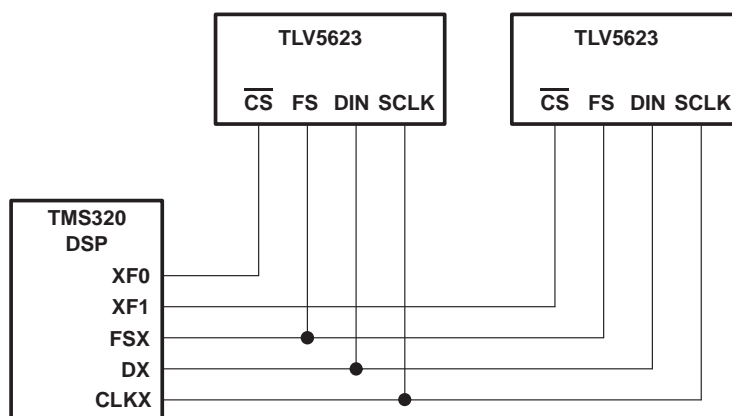 TLV5623
TLV5623
CS FS DIN SCLK
CS FS DIN SCLK
TMS320
DSP
XF0
XF1
FSX
DX
CLKX